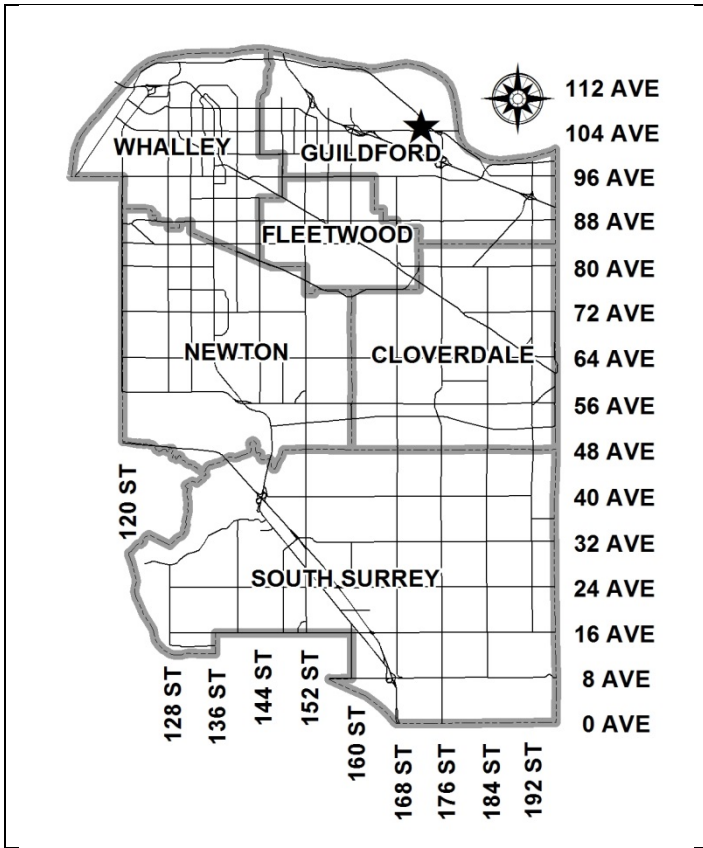 112 AVE
104 AVE
WHALLEY
GUILDFORD
96 AVE
88 AVE
FLEETWOOD
80 AVE
72 AVE
NEWTON
CLOVERDALE
64 AVE
56 AVE
48 AVE
120 ST
40 AVE
32 AVE
SOUTH SURREY
24 AVE
16 AVE
8 AVE
0 AVE
128 ST
136 ST
144 ST
152 ST
160 ST
168 ST
176 ST
184 ST
192 ST